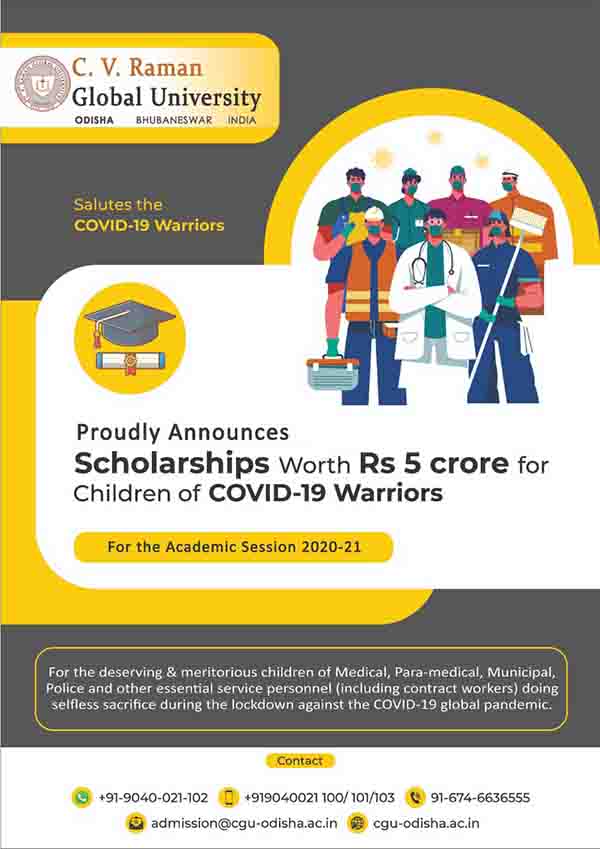 C. V. Raman
Global University
ODISHA BHUBANESWAR INDIA
Salutes the
COVID-19 Warriors
Proudly Announces
Scholarships Worth Rs 5 crore for
Children of COVID-19 Warriors
For the Academic Session 2020-21
For the deserving & meritorious children of Medical, Para-medical, Municipal,
Police and other essential service personnel (including contract workers) doing
selfless sacrifice during the lockdown against the COVID-19 global pandemic.
Contact
+91-9040-021-102 +919040021 100/ 101/103 91-674-6636555
admission@cgu-odisha.ac.in cgu-odisha.ac.in